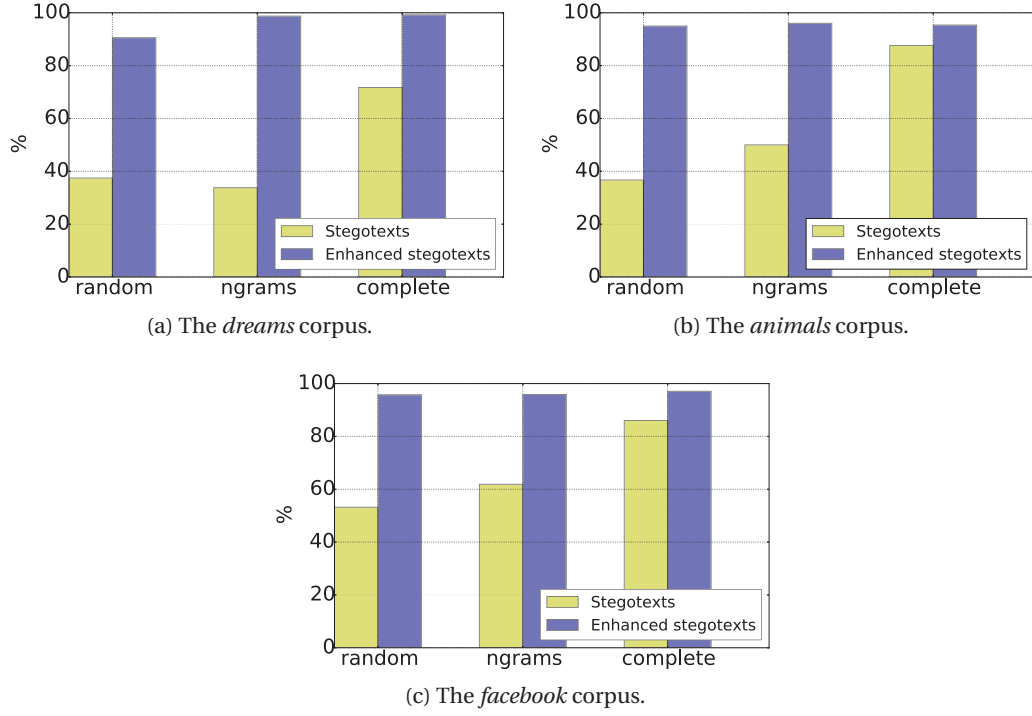 100
80
60
40
20
0
%
random ngrams complete
Stegotexts
Enhanced stegotexts
(a) The dreams corpus.
100
80
60
40
20
0
%
random ngrams complete
Stegotexts
Enhanced stegotexts
(b) The animals corpus.
100
80
60
40
20
0
%
random ngrams complete
Stegotexts
Enhanced stegotexts
(c) The facebook corpus.